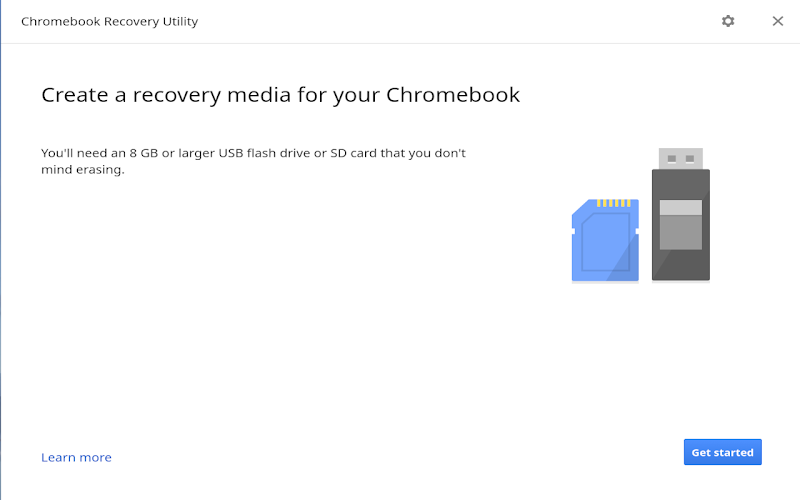 Chromebook Recovery Utility
Create a recovery media for your Chromebook
You'll need an 8 GB or larger USB flash drive or SD card that you don't
mind erasing.
Learn more
Get started